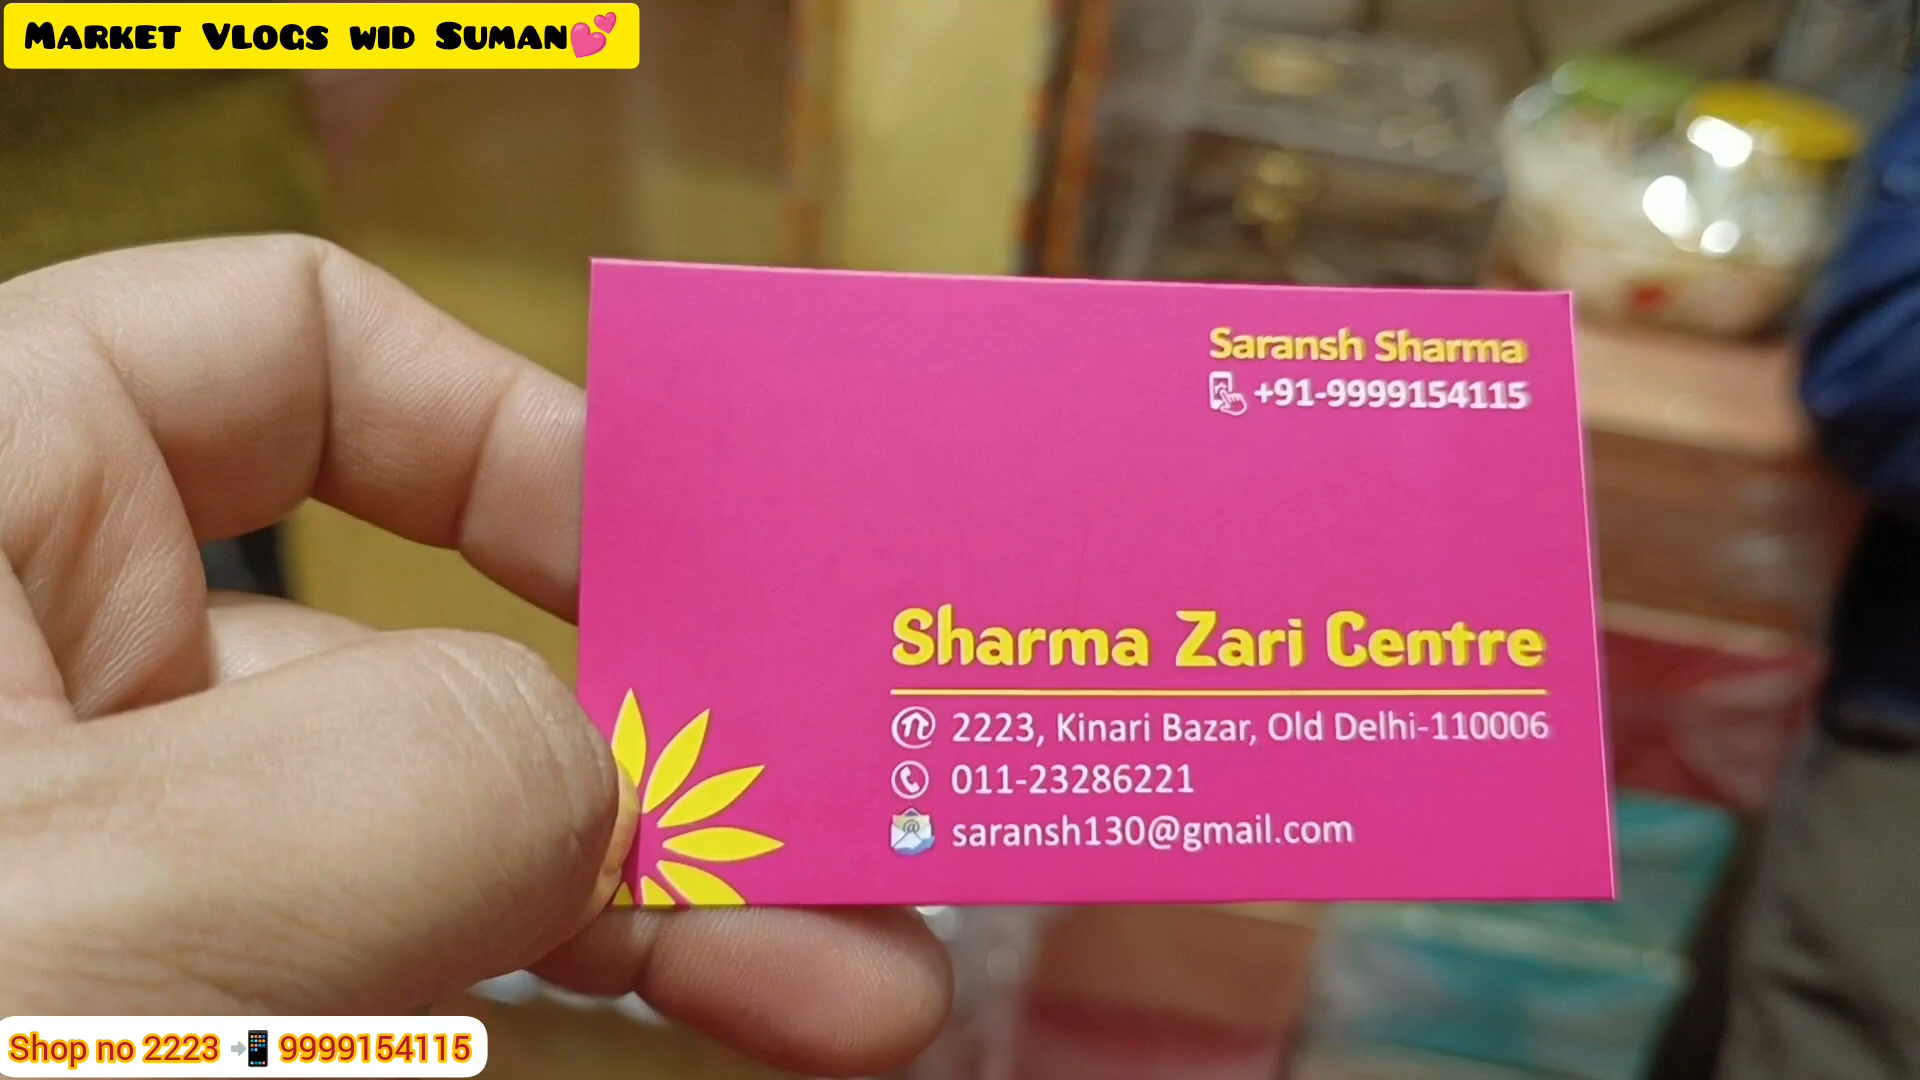 Market Vlogs wid Suman💕
Saransh Sharma
+91-9999154115
Sharma Zari Centre
2223, Kinari Bazar, Old Delhi-110006
011-23286221
saransh130@gmail.com
Shop no 2223 📲 9999154115